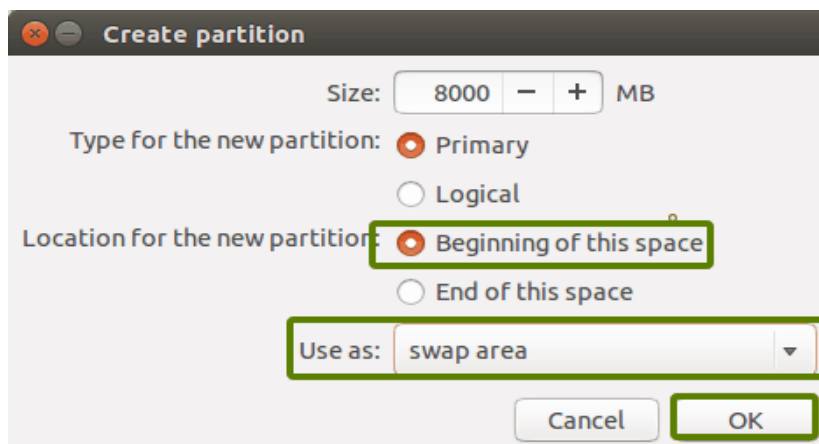 Create partition
Size: 8000 − + MB
Type for the new partition: Primary
Logical
Location for the new partition: Beginning of this space
End of this space
Use as: swap area
Cancel OK